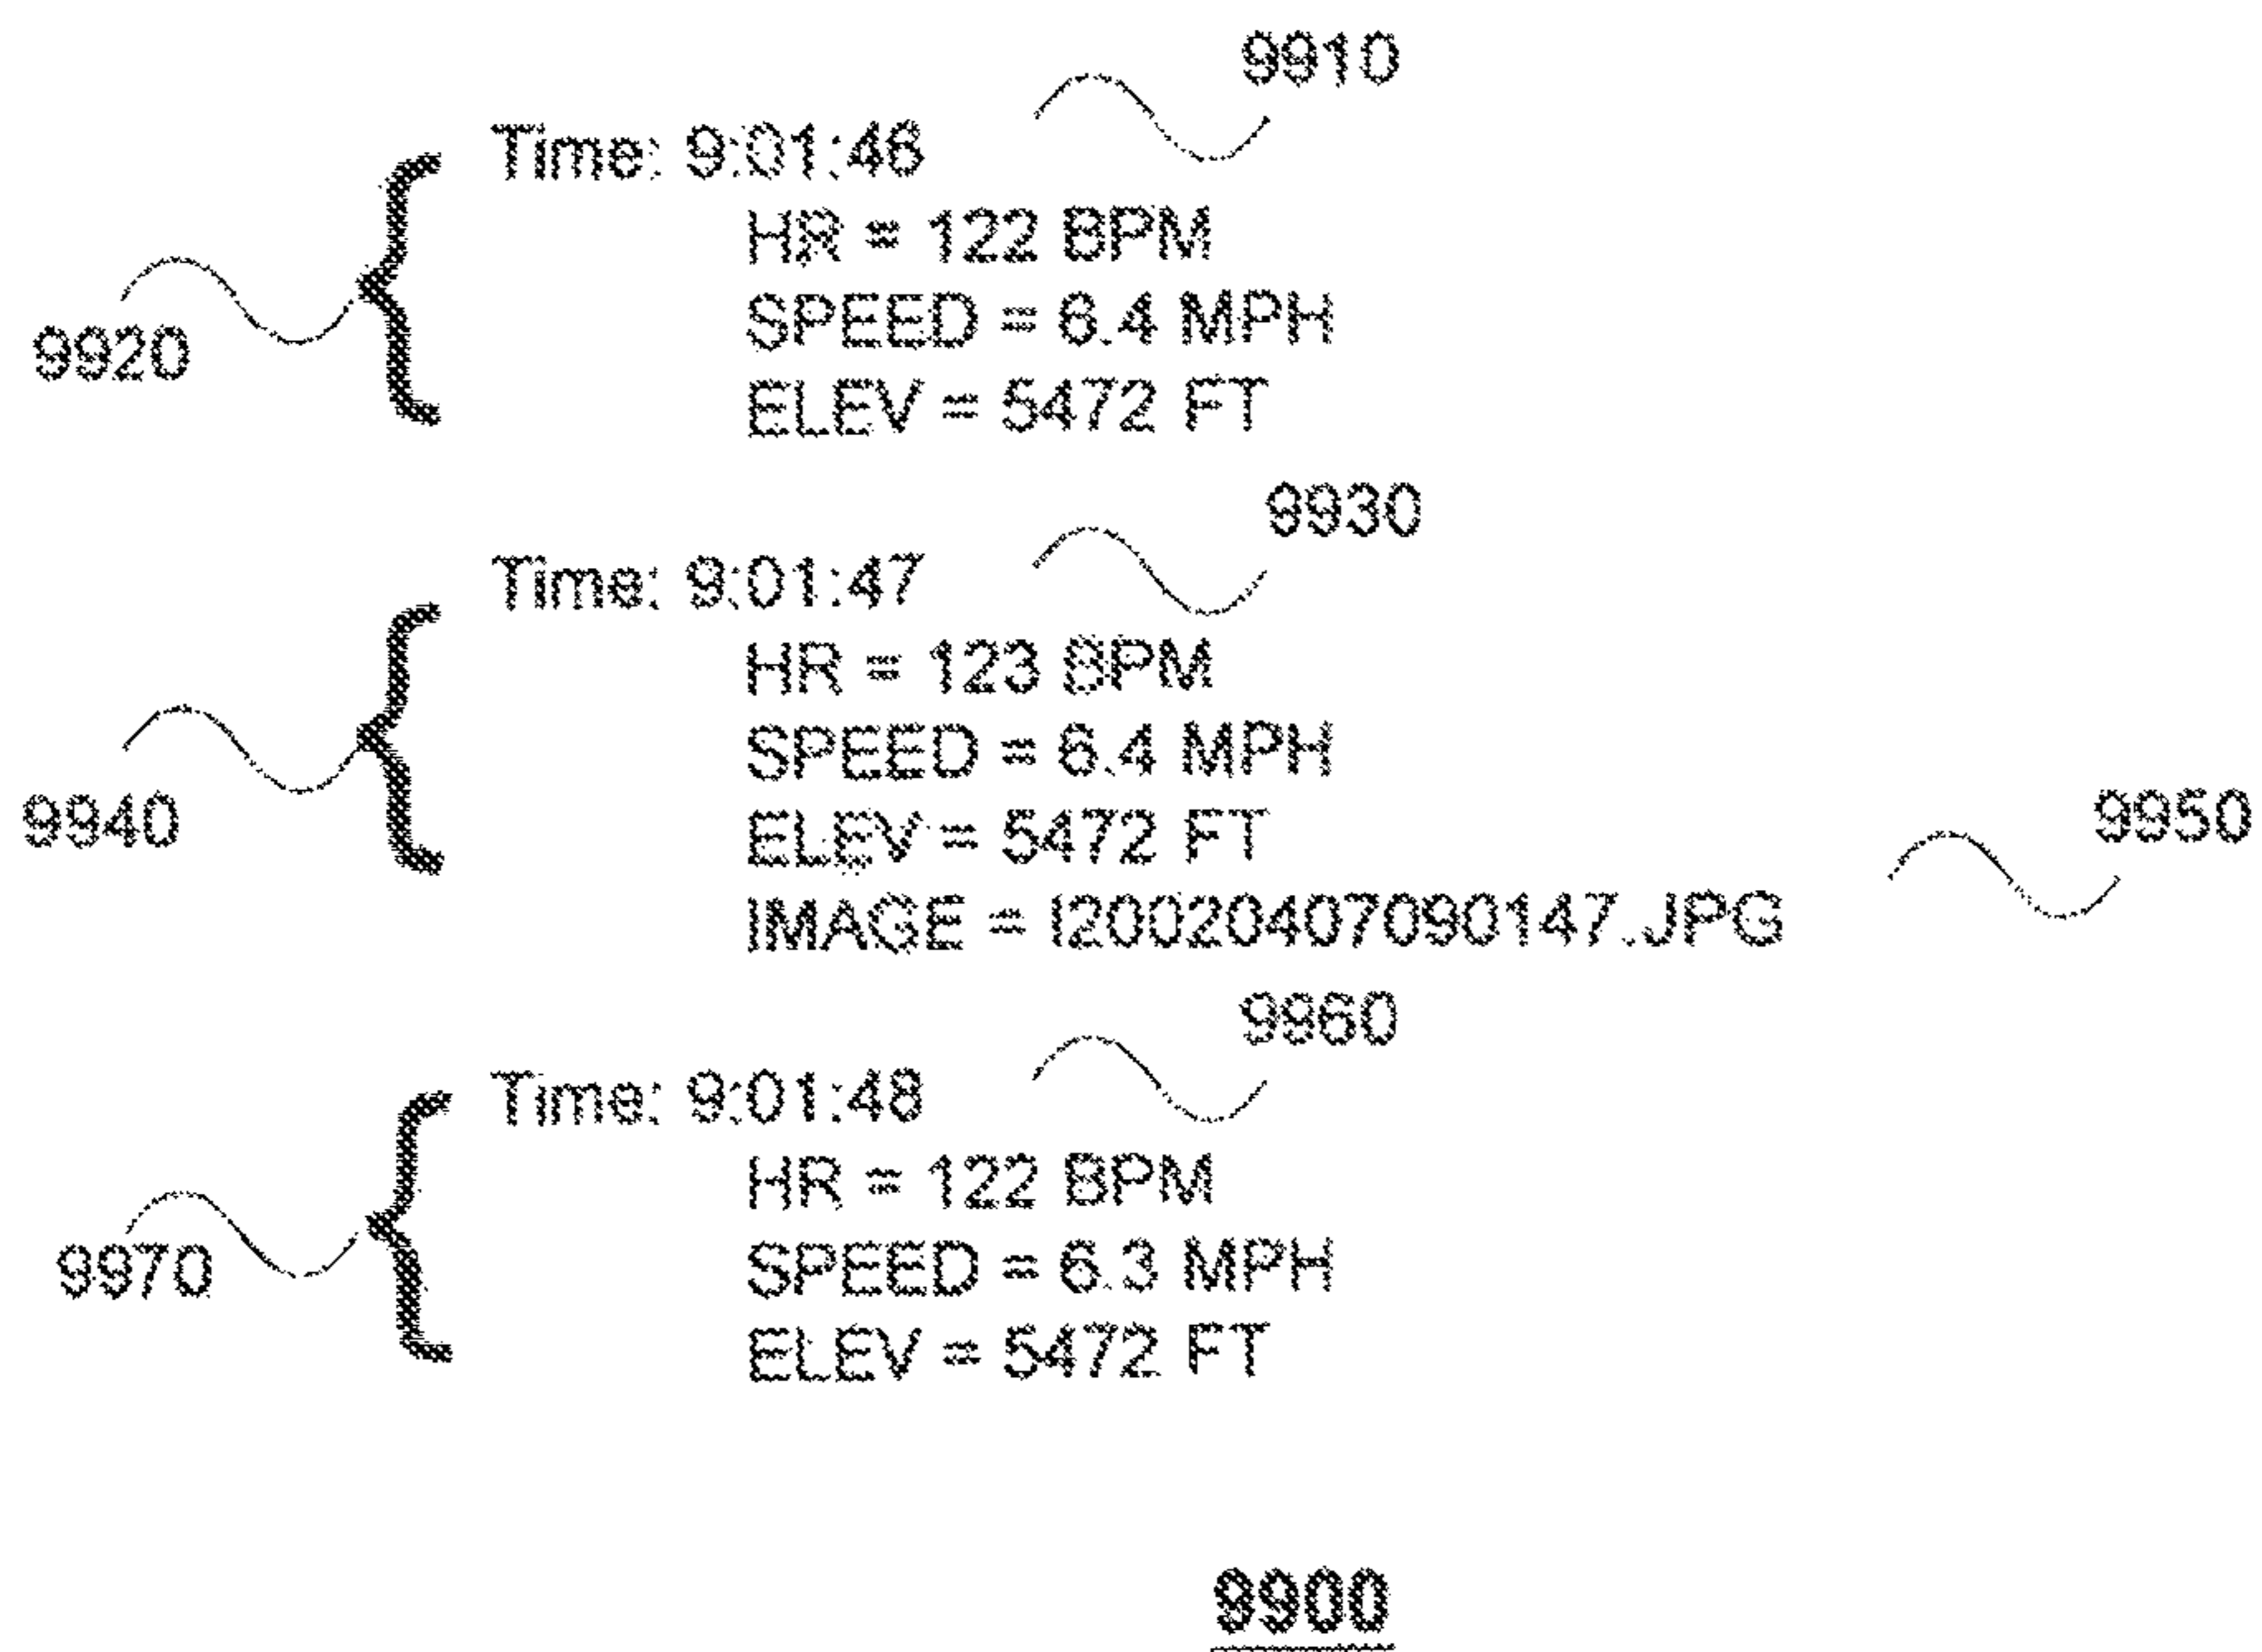 9910
Time: 9:01:46
HR = 122 BPM
SPEED = 6.4 MPH
9920
ELEV = 5472 FT
9930
Time: 9:01:47
HR = 123 BPM
SPEED = 6.4 MPH
9940
ELEV = 5472 FT
9950
IMAGE = I20020407090147.JPG
9960
Time: 9:01:48
HR = 122 BPM
SPEED = 6.3 MPH
9970
ELEV = 5472 FT
9900